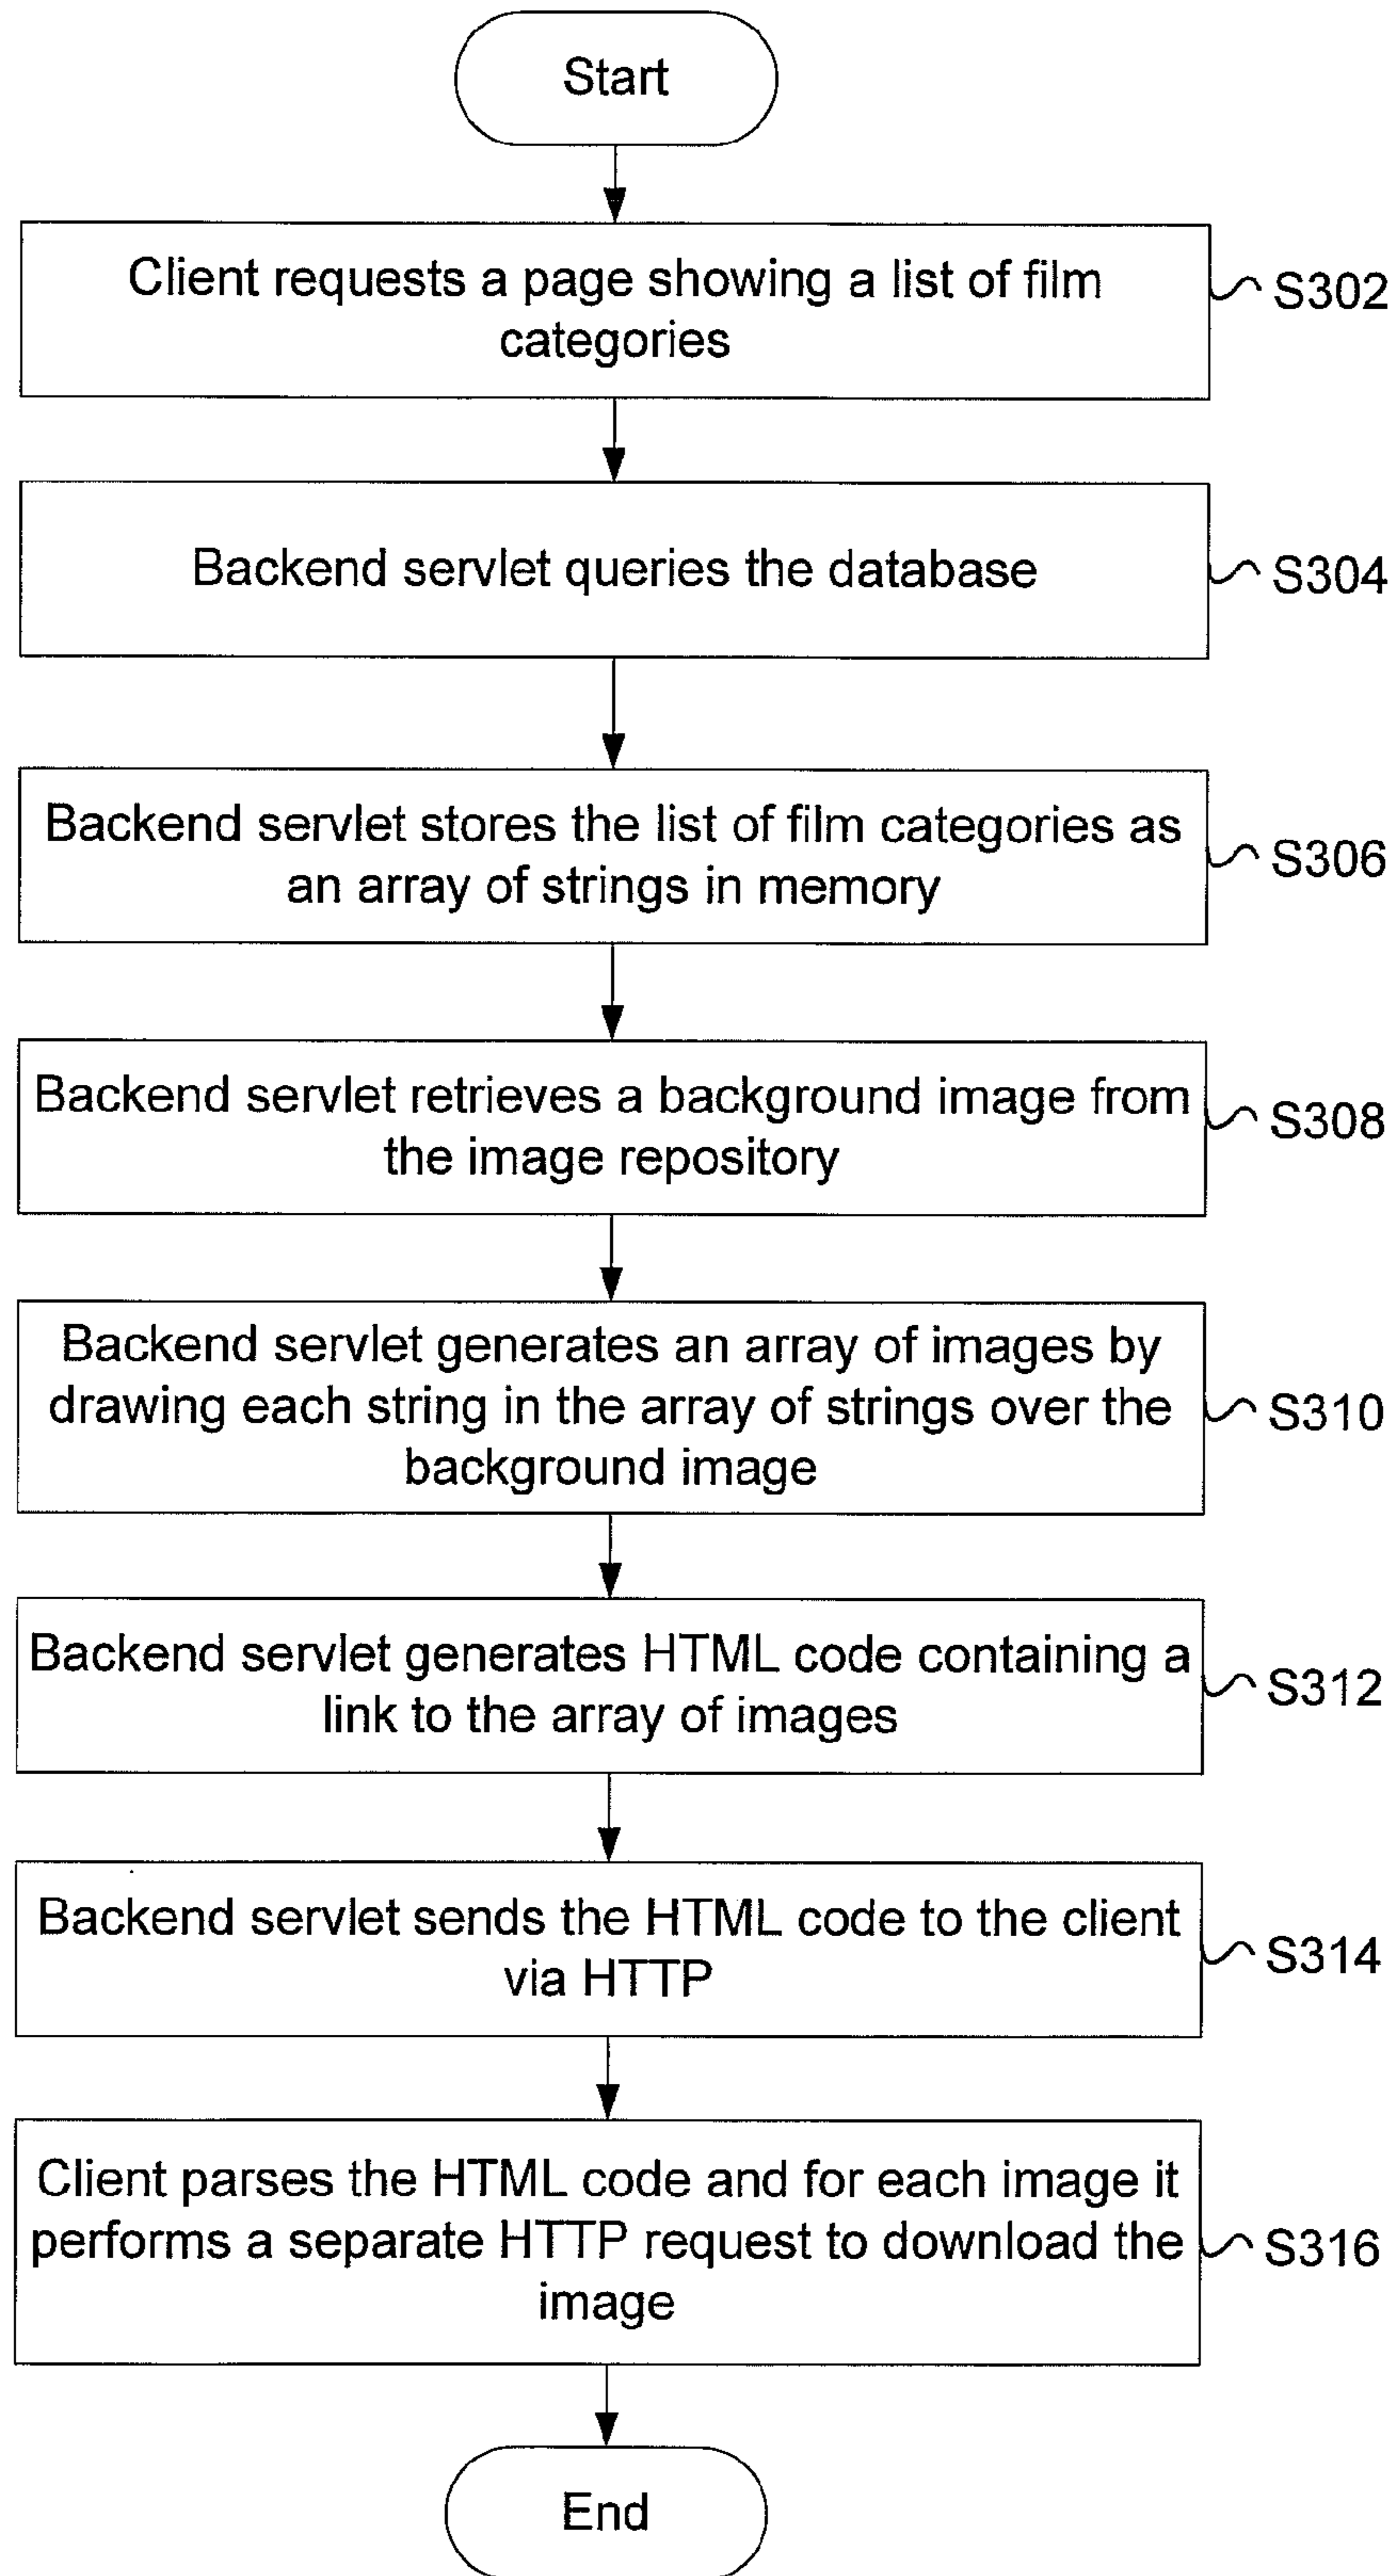 Start
Client requests a page showing a list of film
categories
S302
Backend servlet queries the database
S304
Backend servlet stores the list of film categories as
an array of strings in memory
S306
Backend servlet retrieves a background image from
the image repository
S308
Backend servlet generates an array of images by
drawing each string in the array of strings over the
background image
S310
Backend servlet generates HTML code containing a
link to the array of images
S312
Backend servlet sends the HTML code to the client
via HTTP
S314
Client parses the HTML code and for each image it
performs a separate HTTP request to download the
image
S316
End